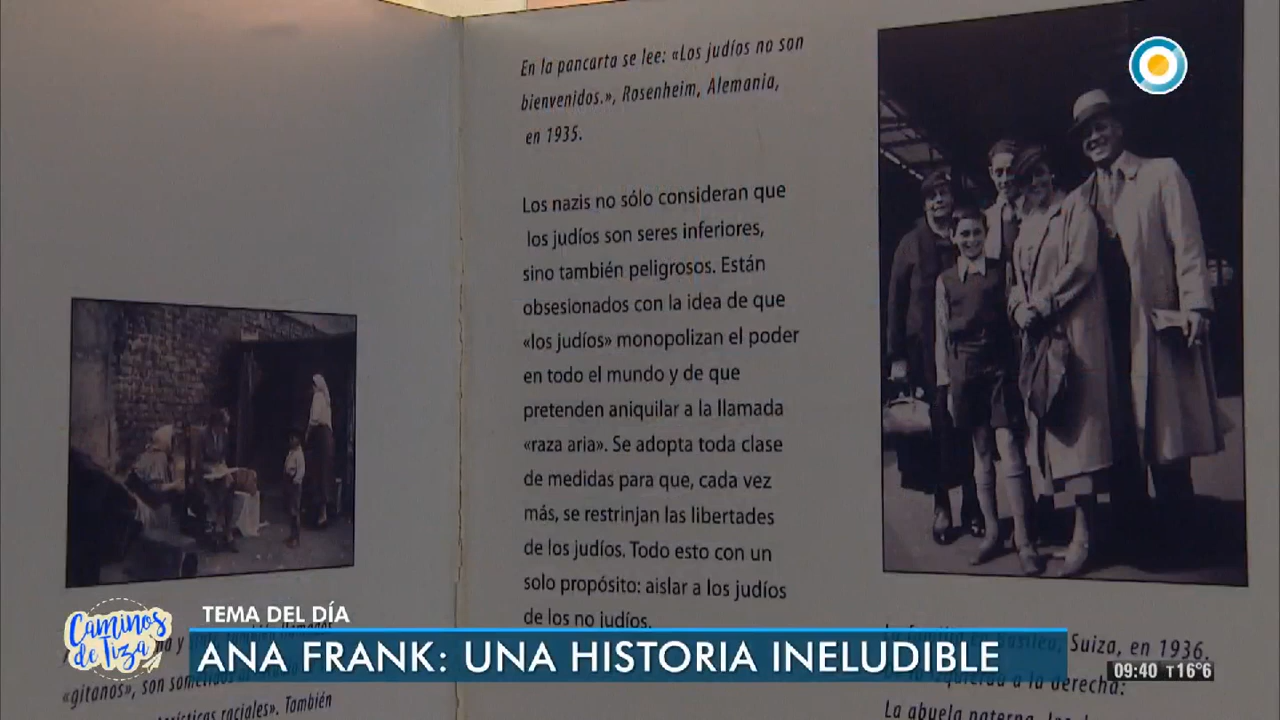 En la pancarta se lee: «Los judíos no son
bienvenidos.», Rosenheim, Alemania,
en 1935.
Los nazis no sólo consideran que
los judíos son seres inferiores,
sino también peligrosos. Están
obsesionados con la idea de que
«los judíos» monopolizan el poder
en todo el mundo y de que
pretenden aniquilar a la llamada
«raza aria». Se adopta toda clase
de medidas para que, cada vez
más, se restrinjan las libertades
de los judíos. Todo esto con un
solo propósito: aislar a los judíos
de los no judíos.
Suiza, en 1936.
a la derecha:
La abuela paterna,
«gitanos», son
raciales». También
Caminos
de Tiza
TEMA DEL DÍA
ANA FRANK: UNA HISTORIA INELUDIBLE
09:40 T16°6